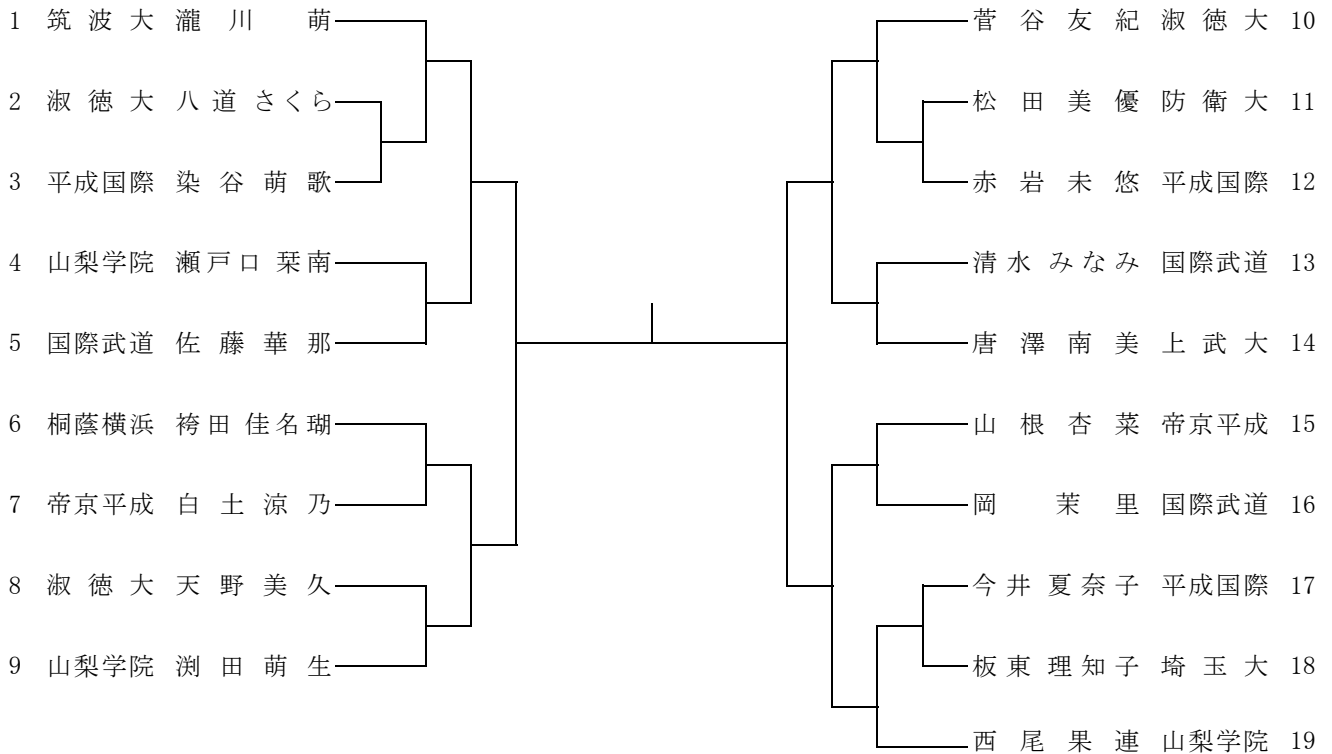 1 筑波大 瀧川 萌
2 淑徳大 八道 さくら
3 平成国際 染谷萌歌
4 山梨学院 瀬戸口 栞南
5 国際武道 佐藤華那
6 桐蔭横浜 袴田 佳名瑚
7 帝京平成 白土涼乃
8 淑徳大 天野美久
9 山梨学院 渕田萌生
菅谷友紀 淑徳大 10
松田美優 防衛大 11
赤岩未悠 平成国際 12
清水 みなみ 国際武道 13
唐澤南美 上武大 14
山根杏菜 帝京平成 15
岡 茉里 国際武道 16
今井 夏奈子 平成国際 17
板東 理知子 埼玉大 18
西尾果連 山梨学院 19